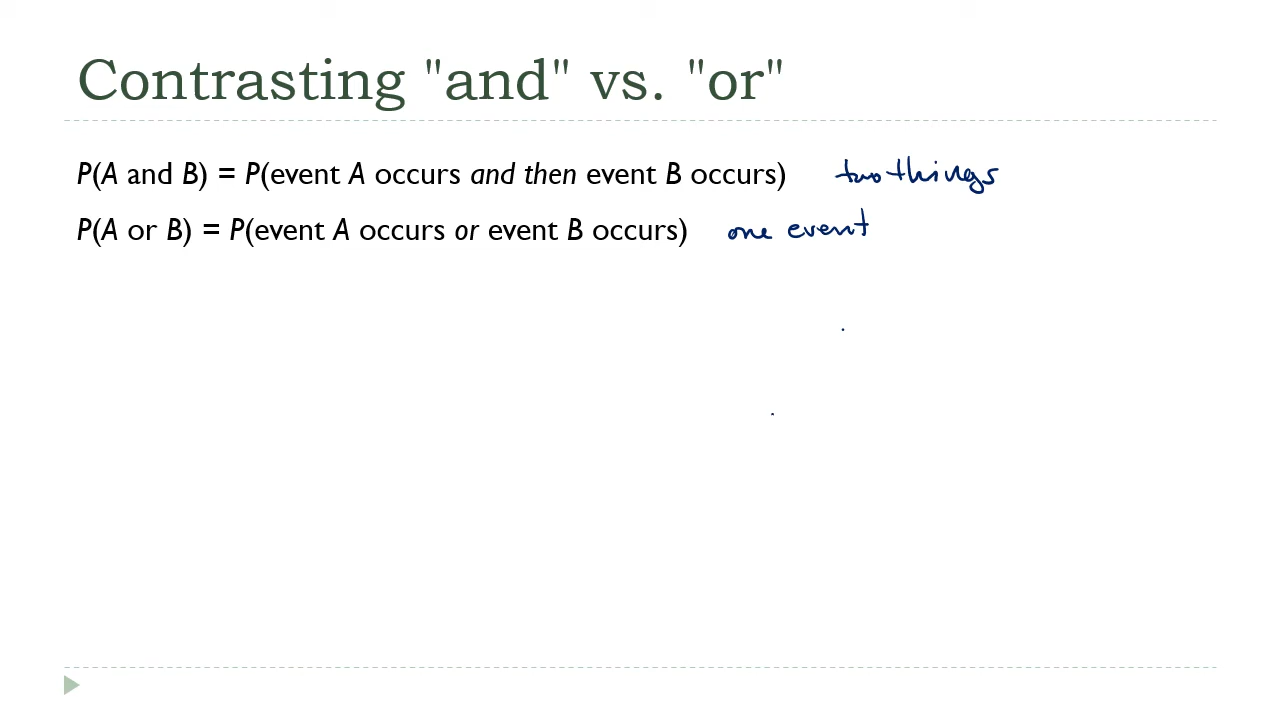 Contrasting "and" vs. "or"
P(A and B) = P(event A occurs and then event B occurs) two things
P(A or B) = P(event A occurs or event B occurs) one event